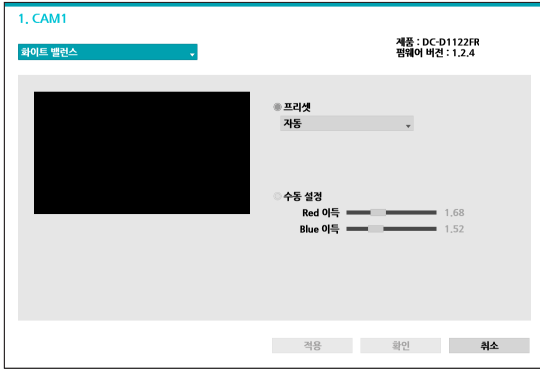 1. CAM1
화이트 밸런스
제품 : DC-D1122FR
펌웨어 버전 : 1.2.4
프리셋
자동
수동 설정
Red 이득 1.68
Blue 이득 1.52
적용 확인 취소